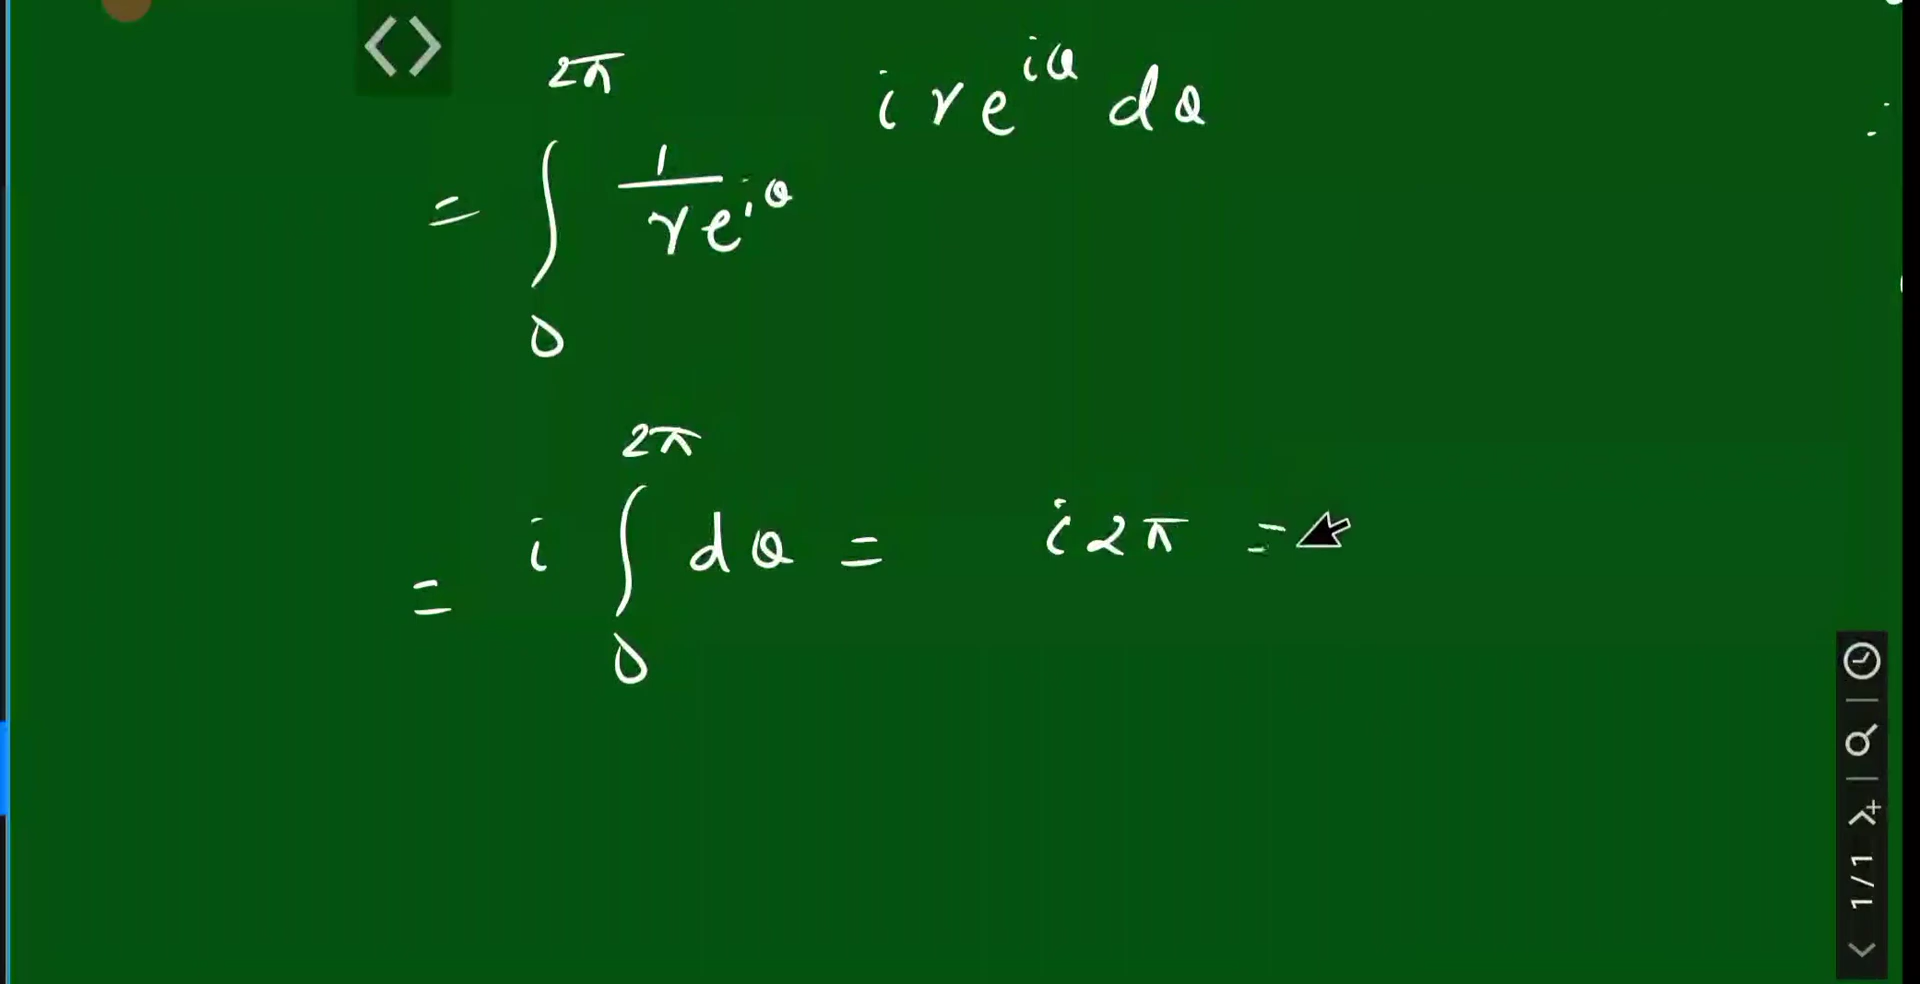 = ∫₀^{2π} 1/(re^{iθ}) ire^{iθ} dθ
= i ∫₀^{2π} dθ = i2π =
1/1